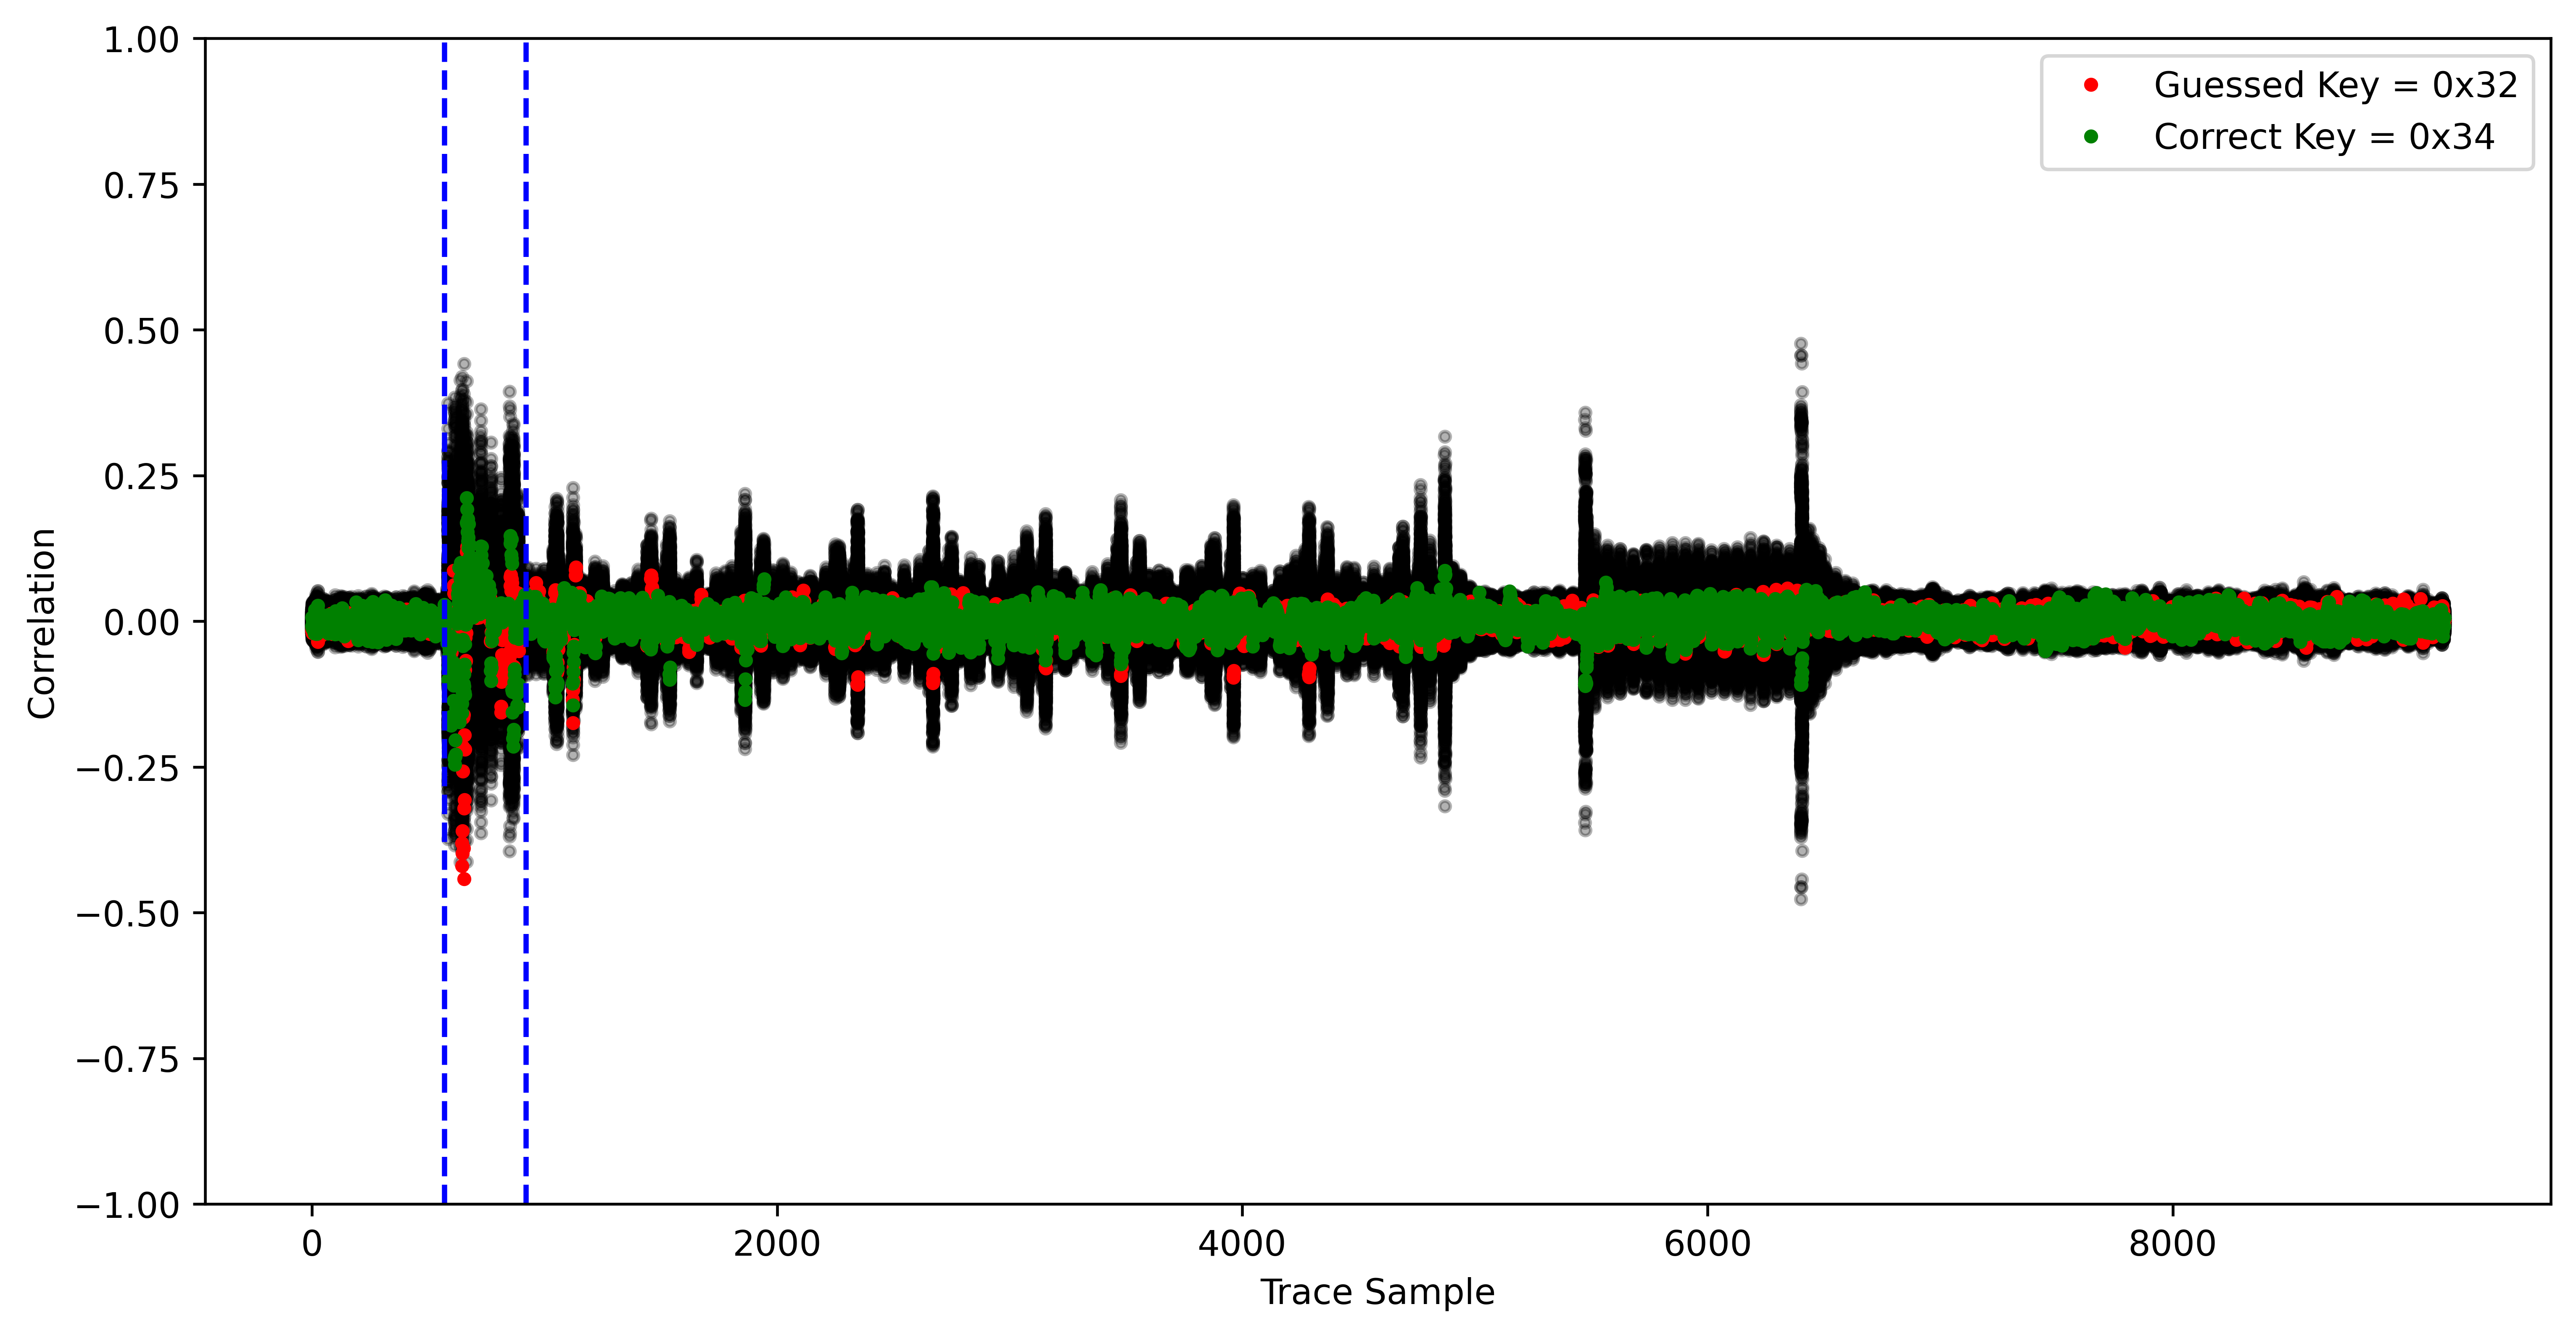 Correlation
1.00
0.75
0.50
0.25
0.00
−0.25
−0.50
−0.75
−1.00
Guessed Key = 0x32
Correct Key = 0x34
0 2000 4000 6000 8000
Trace Sample